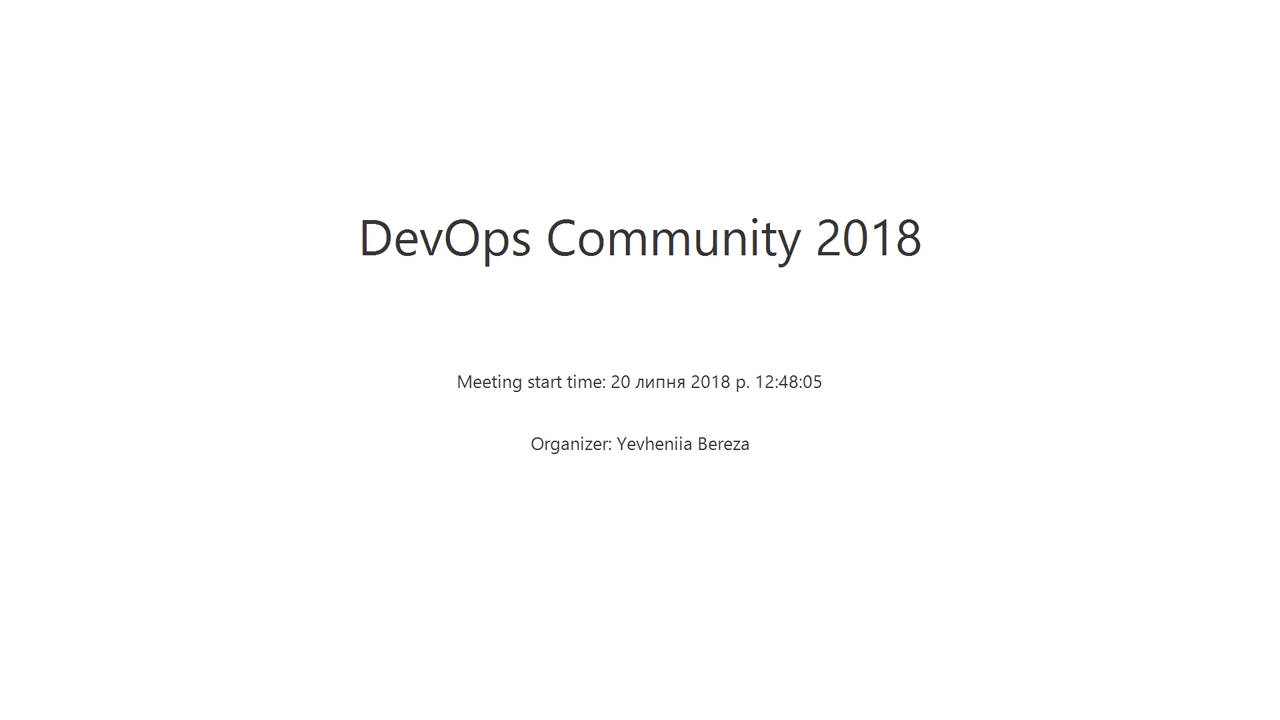 DevOps Community 2018
Meeting start time: 20 липня 2018 р. 12:48:05
Organizer: Yevheniia Bereza